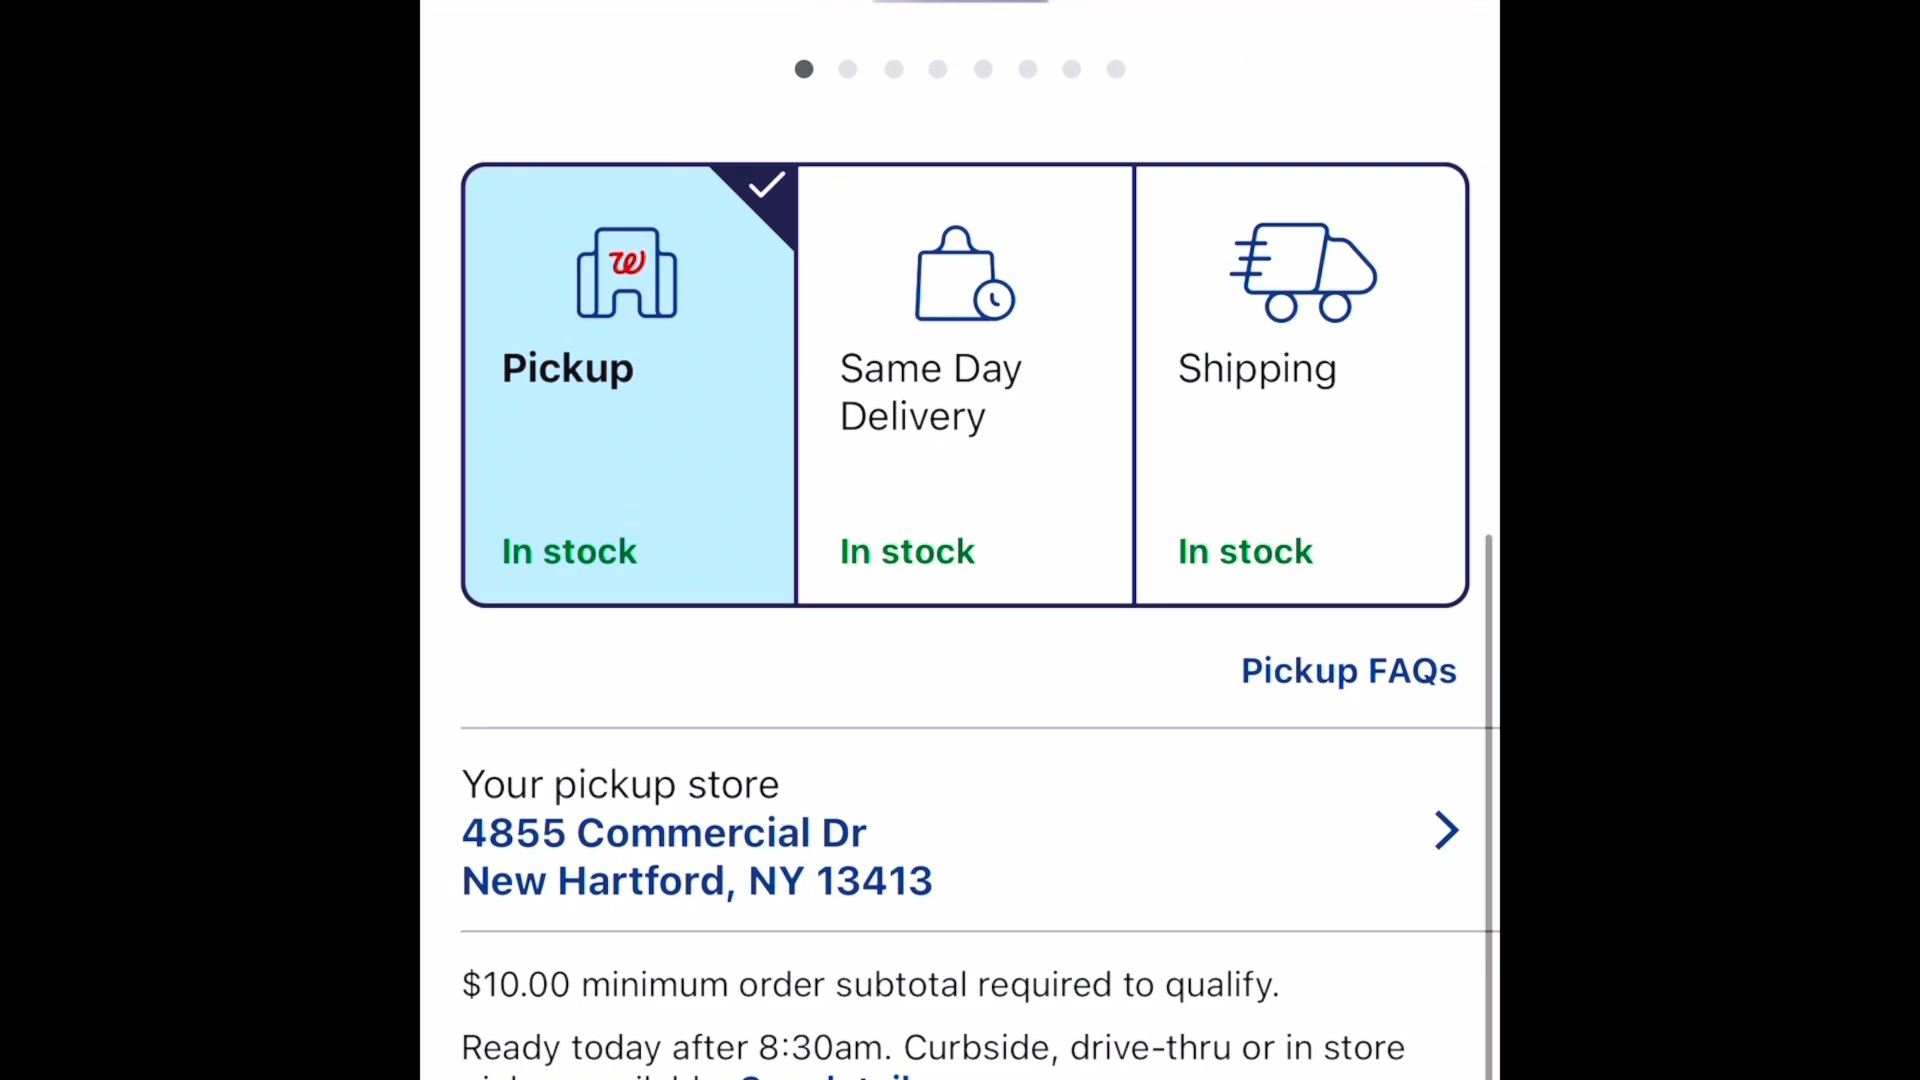 W
Pickup
Same Day
Delivery
Shipping
In stock
In stock
In stock
Pickup FAQs
Your pickup store
4855 Commercial Dr
New Hartford, NY 13413
$10.00 minimum order subtotal required to qualify.
Ready today after 8:30am. Curbside, drive-thru or in store